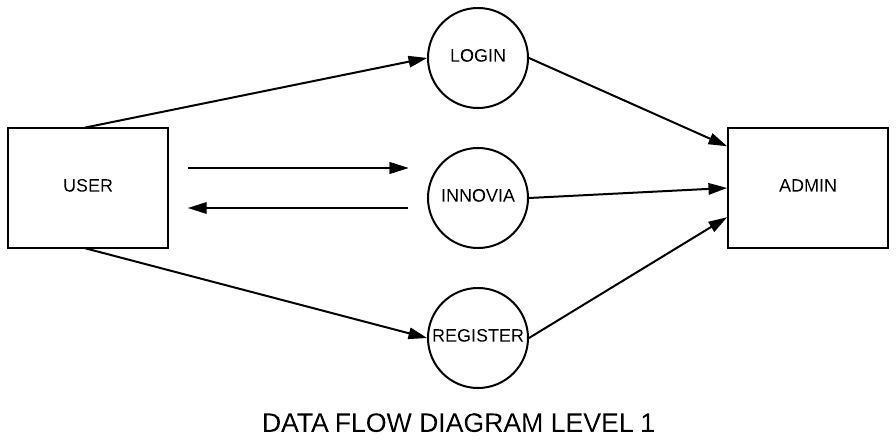 LOGIN
USER
INNOVIA
ADMIN
REGISTER
DATA FLOW DIAGRAM LEVEL 1